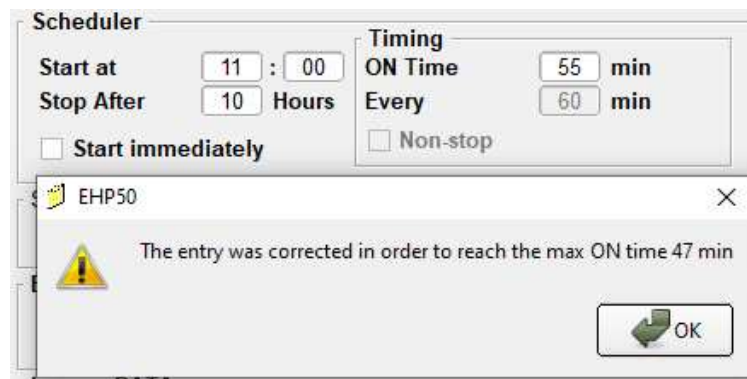 Scheduler
Timing
Start at 11 : 00 ON Time 55 min
Stop After 10 Hours Every 60 min
Start immediately Non-stop
EHP50
The entry was corrected in order to reach the max ON time 47 min
OK